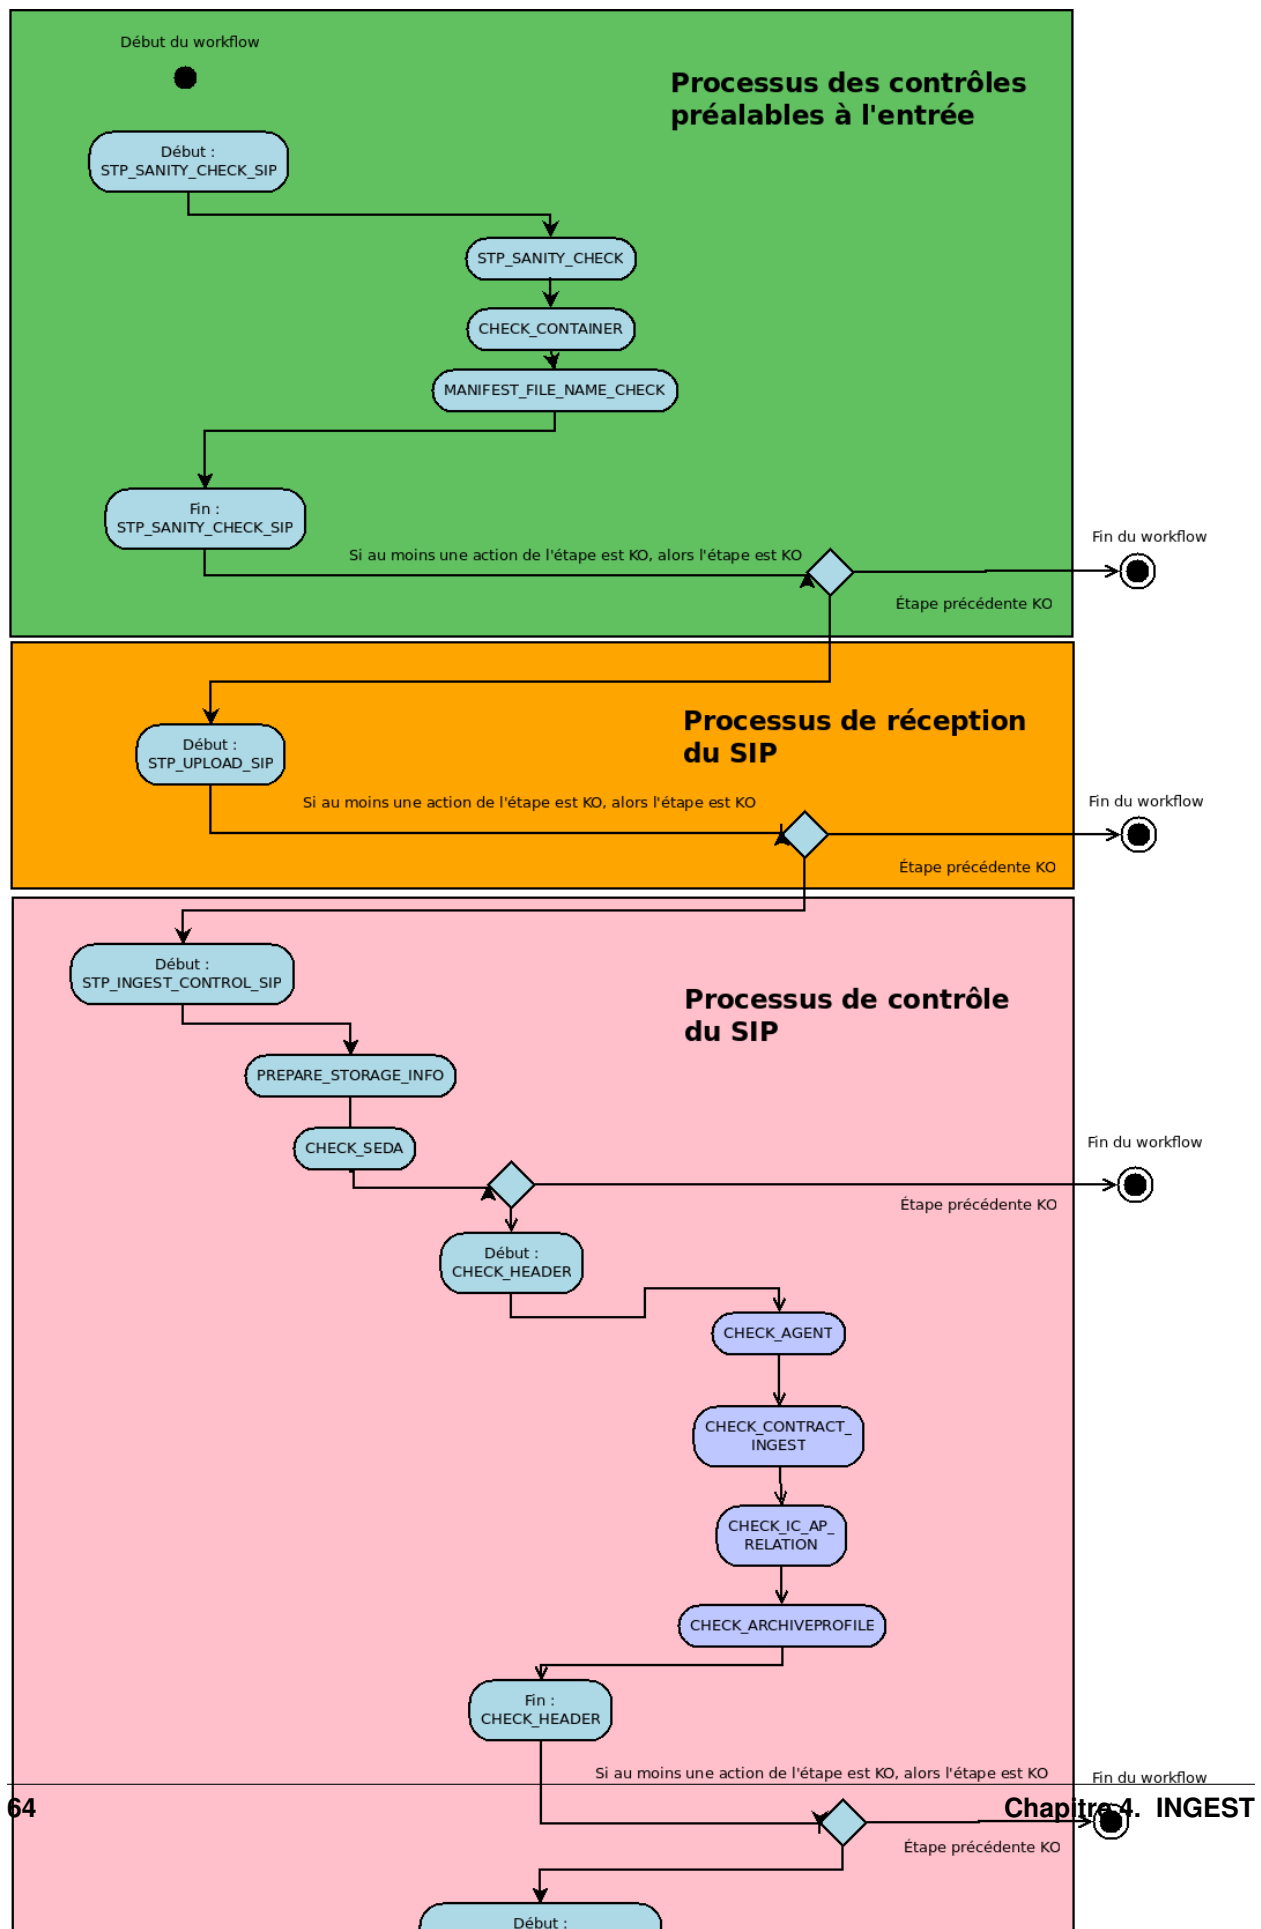 Début du workflow
Processus des contrôles
préalables à l'entrée
Début :
STP_SANITY_CHECK_SIP
STP_SANITY_CHECK
CHECK_CONTAINER
MANIFEST_FILE_NAME_CHECK
Fin :
STP_SANITY_CHECK_SIP
Si au moins une action de l'étape est KO, alors l'étape est KO
Fin du workflow
Étape précédente KO
Processus de réception
du SIP
Début :
STP_UPLOAD_SIP
Si au moins une action de l'étape est KO, alors l'étape est KO
Fin du workflow
Étape précédente KO
Début :
STP_INGEST_CONTROL_SIP
Processus de contrôle
du SIP
PREPARE_STORAGE_INFO
CHECK_SEDA
Fin du workflow
Étape précédente KO
Début :
CHECK_HEADER
CHECK_AGENT
CHECK_CONTRACT_
INGEST
CHECK_IC_AP_
RELATION
CHECK_ARCHIVEPROFILE
Fin :
CHECK_HEADER
Si au moins une action de l'étape est KO, alors l'étape est KO
Fin du workflow
64
Chapitre 4. INGEST
Étape précédente KO
Début :